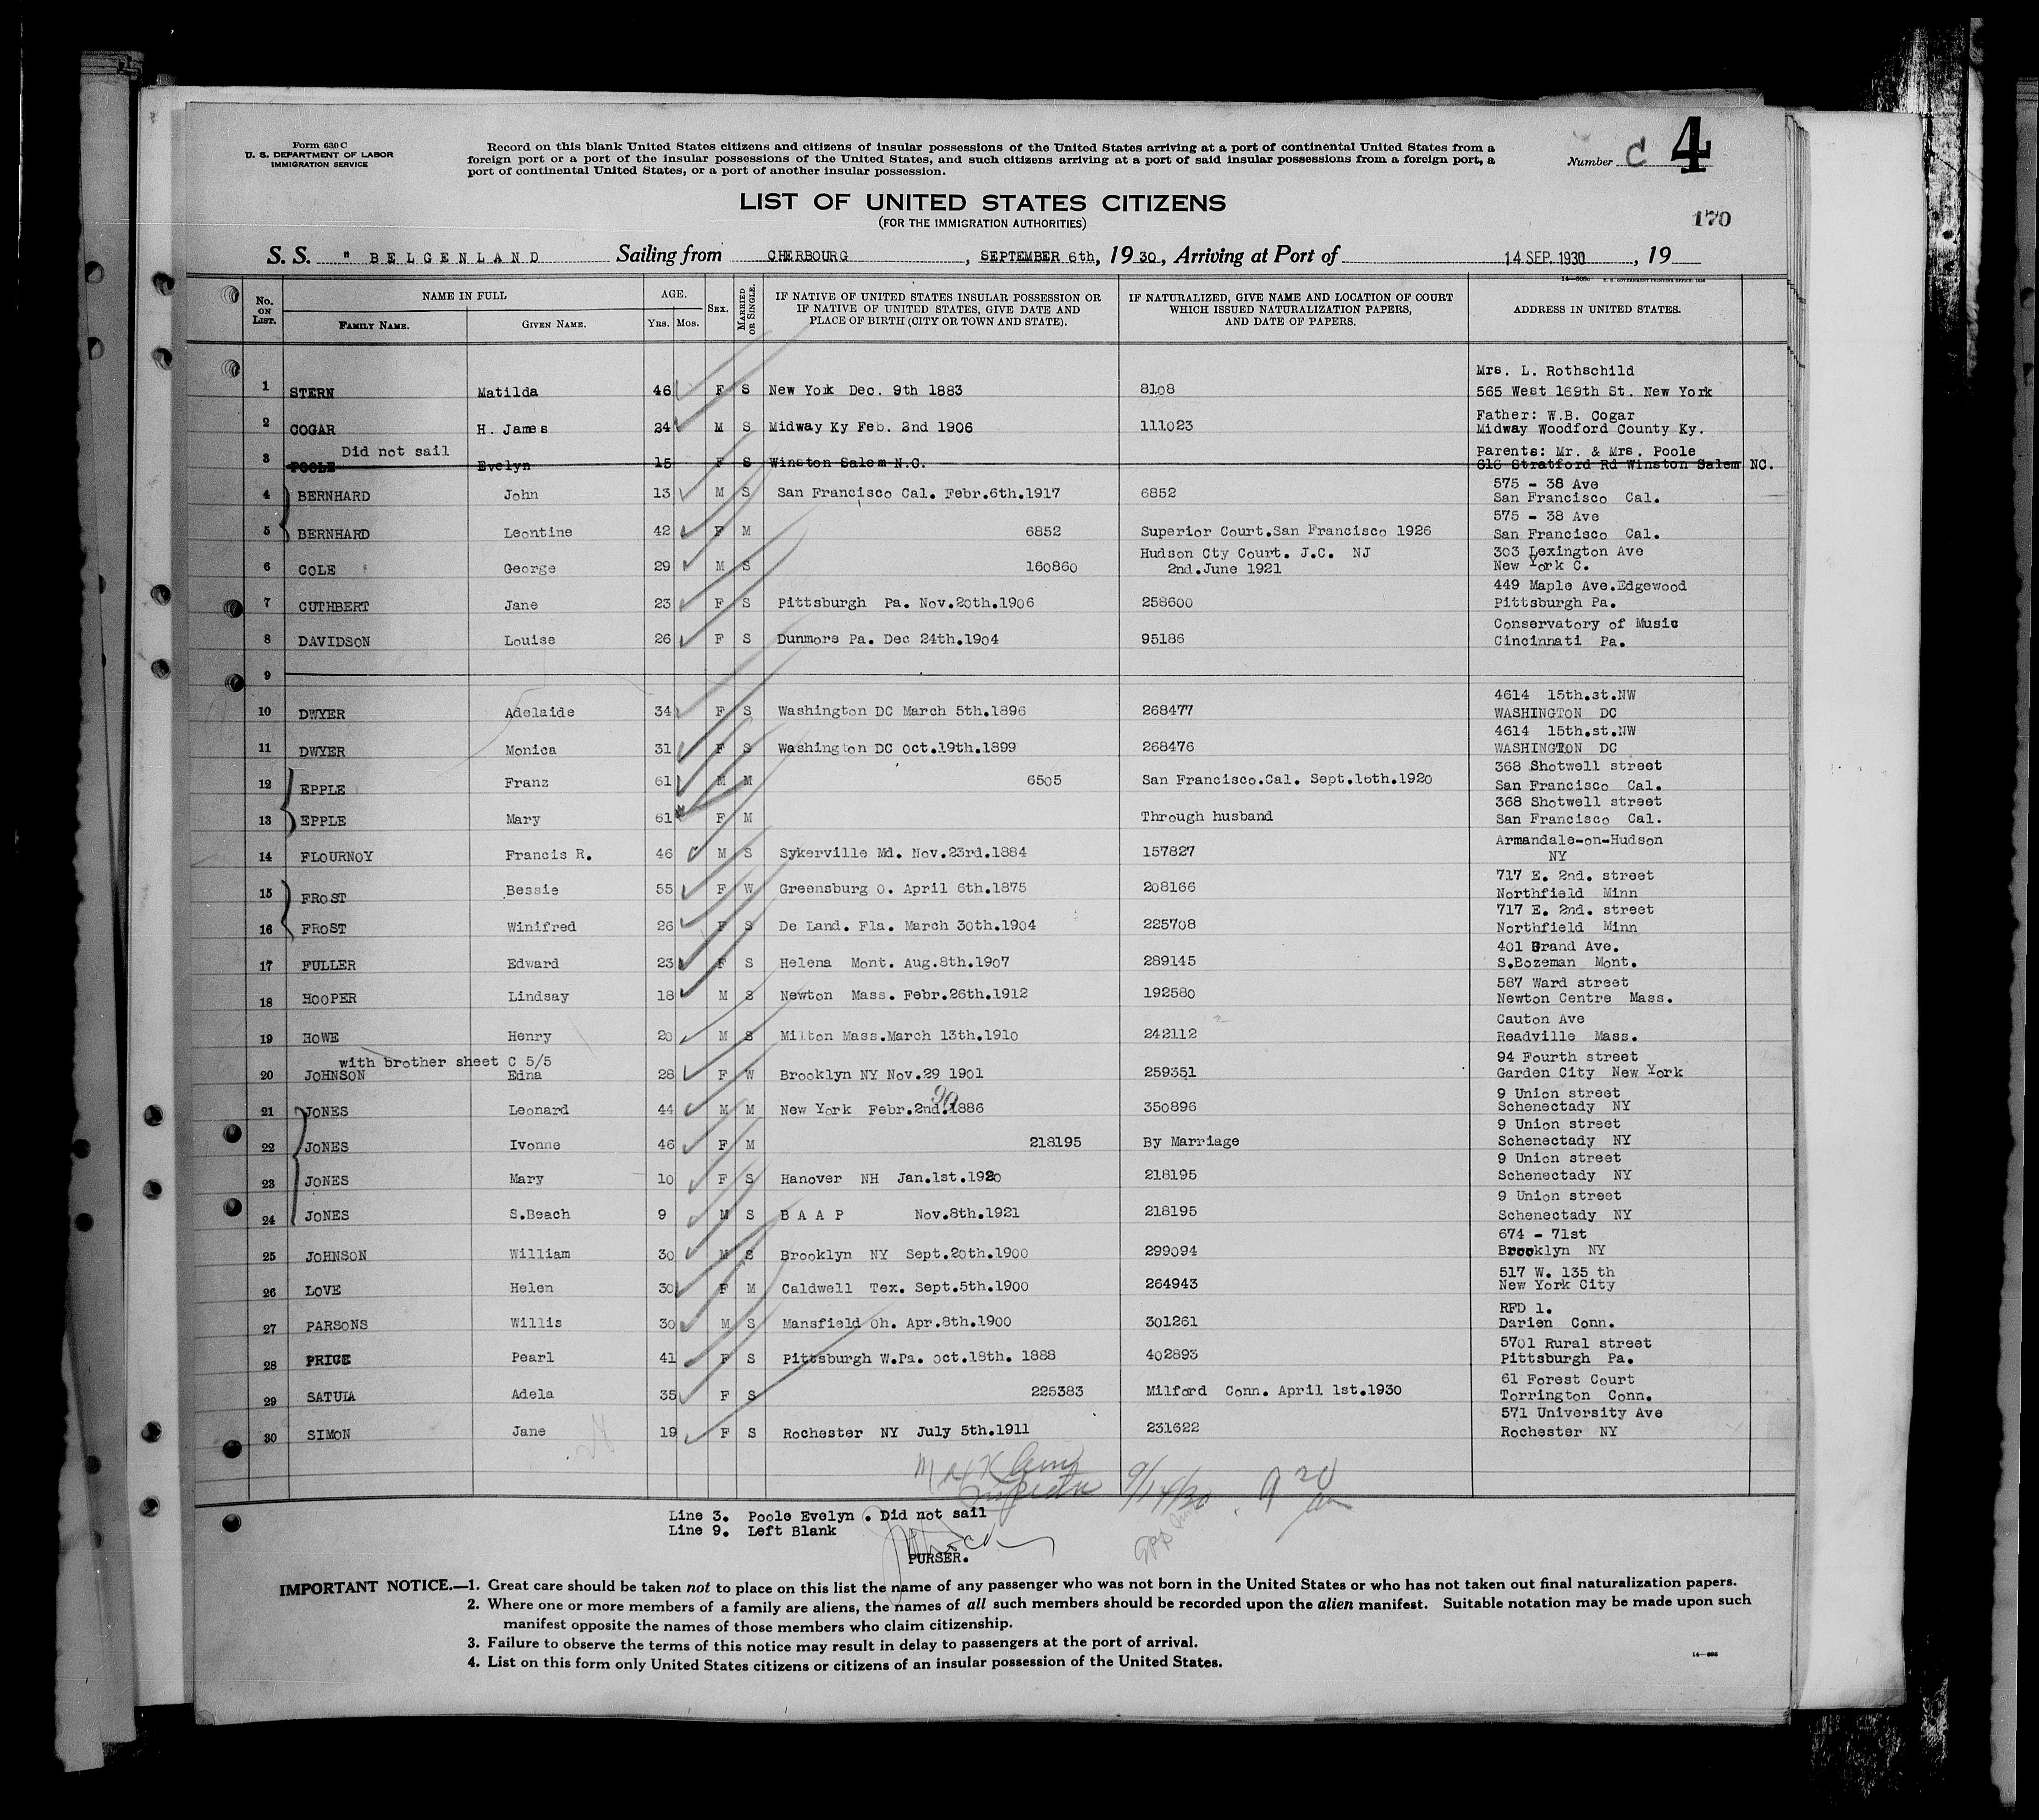 Form 630 C
U. S. DEPARTMENT OF LABOR
IMMIGRATION SERVICE
Record on this blank United States citizens and citizens of insular possessions of the United States arriving at a port of continental United States from a
foreign port or a port of the insular possessions of the United States, and such citizens arriving at a port of said insular possessions from a foreign port, a
port of continental United States, or a port of another insular possession.
Number C 4
LIST OF UNITED STATES CITIZENS
(FOR THE IMMIGRATION AUTHORITIES)
170
S. S. " BELGENLAND Sailing from CHERBOURG, SEPTEMBER 6th, 1930, Arriving at Port of 14 SEP. 1930, 19
No. ON LIST. NAME IN FULL FAMILY NAME. GIVEN NAME. AGE. YRS. MOS. SEX. MARRIED OR SINGLE. IF NATIVE OF UNITED STATES INSULAR POSSESSION OR IF NATIVE OF UNITED STATES, GIVE DATE AND PLACE OF BIRTH (CITY OR TOWN AND STATE). IF NATURALIZED, GIVE NAME AND LOCATION OF COURT WHICH ISSUED NATURALIZATION PAPERS, AND DATE OF PAPERS. ADDRESS IN UNITED STATES.
Mrs. L. Rothschild
1 STERN Matilda 46 F S New York Dec. 9th 1883 8108 565 West 169th St. New York
Father: W.B. Cogar
2 COGAR H. James 24 M S Midway Ky Feb. 2nd 1906 111023 Midway Woodford County Ky.
Did not sail Parents: Mr. & Mrs. Poole
3 POOLE Evelyn 15 F S Winston Salem N.C. 616 Stratford Rd Winston Salem NC.
575 - 38 Ave
4 BERNHARD John 13 M S San Francisco Cal. Febr.6th.1917 6852 San Francisco Cal.
575 - 38 Ave
5 BERNHARD Leontine 42 F M 6852 Superior Court.San Francisco 1926 San Francisco Cal.
Hudson Cty Court. J.C. NJ 303 Lexington Ave
6 COLE George 29 M S 160860 2nd.June 1921 New York C.
449 Maple Ave.Edgewood
7 CUTHBERT Jane 23 F S Pittsburgh Pa. Nov.20th.1906 258600 Pittsburgh Pa.
Conservatory of Music
8 DAVIDSON Louise 26 F S Dunmore Pa. Dec 24th.1904 95186 Cincinnati Pa.
9
4614 15th.st.NW
10 DWYER Adelaide 34 F S Washington DC March 5th.1896 268477 WASHINGTON DC
4614 15th.st.NW
11 DWYER Monica 31 F S Washington DC Oct.19th.1899 268476 WASHINGTON DC
368 Shotwell street
12 EPPLE Franz 61 M M 6505 San Francisco.Cal. Sept.16th.1920 San Francisco Cal.
368 Shotwell street
13 EPPLE Mary 61 F M Through husband San Francisco Cal.
Armandale-on-Hudson
14 FLOURNOY Francis R. 46 M S Sykerville Md. Nov.23rd.1884 157827 NY
717 E. 2nd. street
15 FROST Bessie 55 F W Greensburg O. April 6th.1875 208166 Northfield Minn
717 E. 2nd. street
16 FROST Winifred 26 F S De Land. Fla. March 30th.1904 225708 Northfield Minn
401 Grand Ave.
17 FULLER Edward 23 F S Helena Mont. Aug.8th.1907 289145 S.Bozeman Mont.
587 Ward street
18 HOOPER Lindsay 18 M S Newton Mass. Febr.26th.1912 192580 Newton Centre Mass.
Cauton Ave
19 HOWE Henry 20 M S Milton Mass.March 13th.1910 242112 Readville Mass.
with brother sheet C 5/5 94 Fourth street
20 JOHNSON Edna 28 F W Brooklyn NY Nov.29 1901 259351 Garden City New York
9 Union street
21 JONES Leonard 44 M M New York Febr.2nd.1886 350896 Schenectady NY
9 Union street
22 JONES Ivonne 46 F M 218195 By Marriage Schenectady NY
9 Union street
23 JONES Mary 10 F S Hanover NH Jan.1st.1920 218195 Schenectady NY
9 Union street
24 JONES S.Beach 9 M S B A A P Nov.8th.1921 218195 Schenectady NY
674 - 71st
25 JOHNSON William 30 M S Brooklyn NY Sept.20th.1900 299094 Brooklyn NY
517 W. 135 th
26 LOVE Helen 30 F M Caldwell Tex. Sept.5th.1900 264943 New York City
RFD 1.
27 PARSONS Willis 30 M S Mansfield Oh. Apr.8th.1900 301261 Darien Conn.
5701 Rural street
28 PRICE Pearl 41 F S Pittsburgh W.Pa. Oct.18th. 1888 402893 Pittsburgh Pa.
61 Forest Court
29 SATULA Adela 35 F S 225383 Milford Conn. April 1st.1930 Torrington Conn.
571 University Ave
30 SIMON Jane 19 F S Rochester NY July 5th.1911 231622 Rochester NY
9/14/30 9 20
Line 3. Poole Evelyn . Did not sail
Line 9. Left Blank
PURSER.
IMPORTANT NOTICE.—1. Great care should be taken not to place on this list the name of any passenger who was not born in the United States or who has not taken out final naturalization papers.
2. Where one or more members of a family are aliens, the names of all such members should be recorded upon the alien manifest. Suitable notation may be made upon such
manifest opposite the names of those members who claim citizenship.
3. Failure to observe the terms of this notice may result in delay to passengers at the port of arrival.
4. List on this form only United States citizens or citizens of an insular possession of the United States.